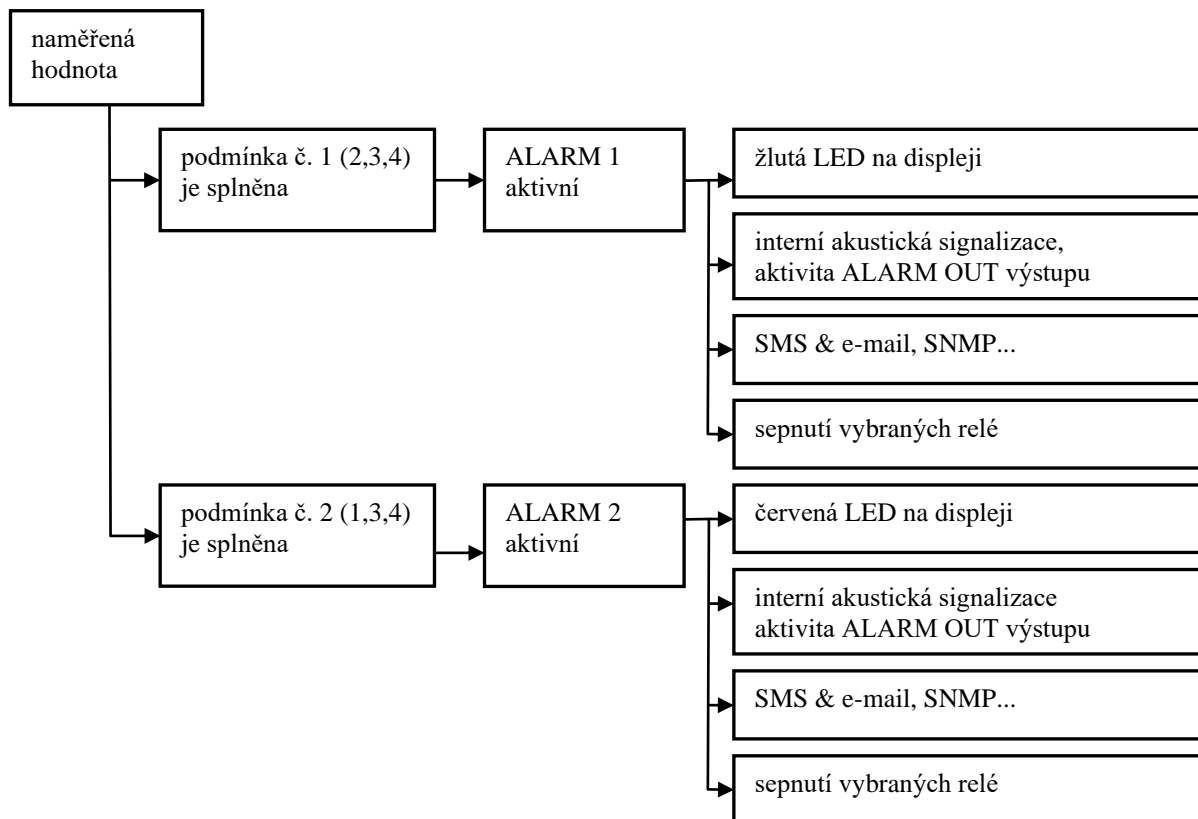 naměřená
hodnota
podmínka č. 1 (2,3,4)
je splněna
ALARM 1
aktivní
žlutá LED na displeji
interní akustická signalizace,
aktivita ALARM OUT výstupu
SMS & e-mail, SNMP...
sepnutí vybraných relé
podmínka č. 2 (1,3,4)
je splněna
ALARM 2
aktivní
červená LED na displeji
interní akustická signalizace
aktivita ALARM OUT výstupu
SMS & e-mail, SNMP...
sepnutí vybraných relé